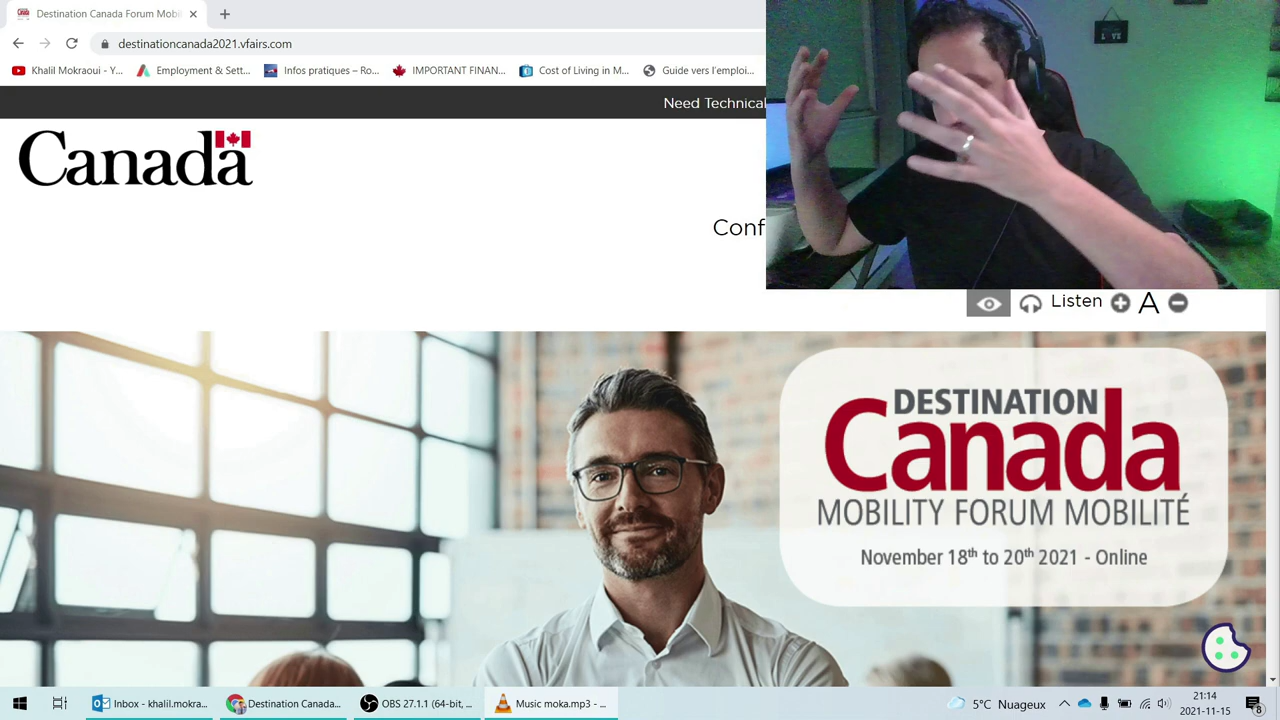 Destination Canada Forum Mobi
destinationcanada2021.vfairs.com
Khalil Mokraoui - Y...
Employment & Sett...
Infos pratiques – Ro...
IMPORTANT FINAN...
Cost of Living in M...
Guide vers l'emploi...
Need Technical
Canada
Conf
LOVE
Listen
A
DESTINATION
Canada
MOBILITY FORUM MOBILITÉ
November 18th to 20th 2021 - Online
Inbox - khalil.mokra...
Destination Canada...
OBS 27.1.1 (64-bit, ...
Music maska.mp3 - ...
5°C Nuageux
21:14
2021-11-15
8